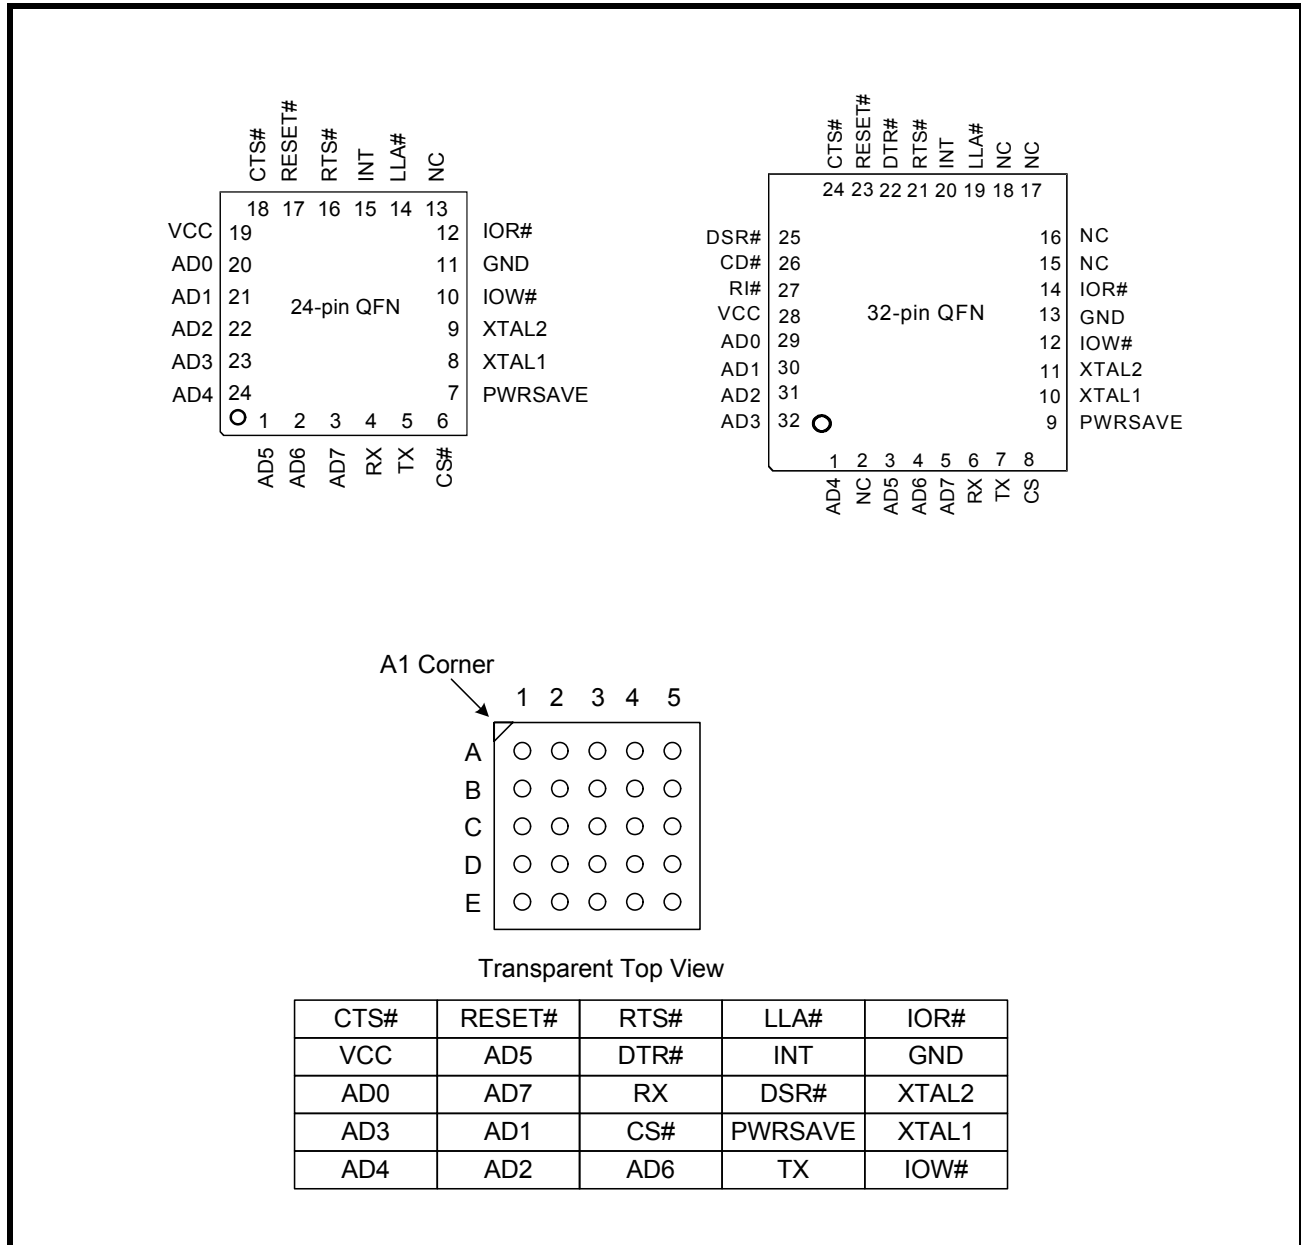 CTS# RESET# RTS# INT LLA# NC
18 17 16 15 14 13
VCC 19 12 IOR#
AD0 20 11 GND
AD1 21 24-pin QFN 10 IOW#
AD2 22 9 XTAL2
AD3 23 8 XTAL1
AD4 24 7 PWRSAVE
1 2 3 4 5 6
AD5 AD6 AD7 RX TX CS#
CTS# RESET# DTR# RTS# INT LLA# NC NC
24 23 22 21 20 19 18 17
DSR# 25 16 NC
CD# 26 15 NC
RI# 27 14 IOR#
VCC 28 32-pin QFN 13 GND
AD0 29 12 IOW#
AD1 30 11 XTAL2
AD2 31 10 XTAL1
AD3 32 9 PWRSAVE
1 2 3 4 5 6 7 8
AD4 NC AD5 AD6 AD7 RX TX CS
A1 Corner
1 2 3 4 5
A
B
C
D
E
Transparent Top View
CTS# RESET# RTS# LLA# IOR#
VCC AD5 DTR# INT GND
AD0 AD7 RX DSR# XTAL2
AD3 AD1 CS# PWRSAVE XTAL1
AD4 AD2 AD6 TX IOW#